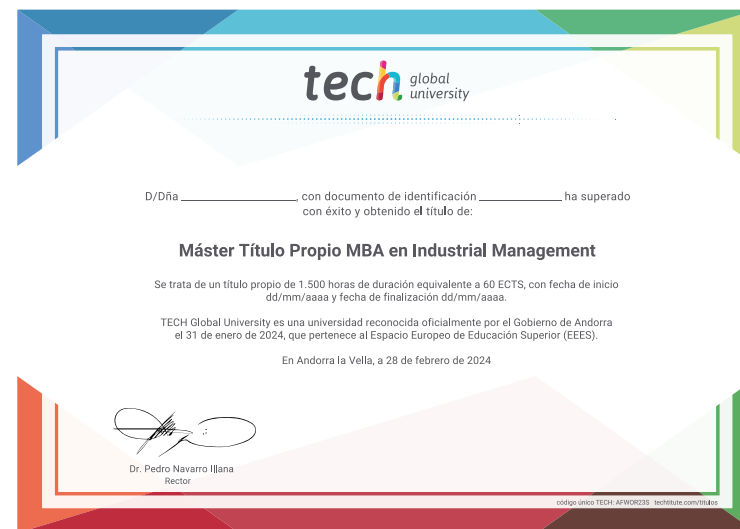 tech global university
D/Dña ____________, con documento de identificación ____________ ha superado
con éxito y obtenido el título de:
Máster Título Propio MBA en Industrial Management
Se trata de un título propio de 1.500 horas de duración equivalente a 60 ECTS, con fecha de inicio
dd/mm/aaaa y fecha de finalización dd/mm/aaaa.
TECH Global University es una universidad reconocida oficialmente por el Gobierno de Andorra
el 31 de enero de 2024, que pertenece al Espacio Europeo de Educación Superior (EEES).
En Andorra la Vella, a 28 de febrero de 2024
Dr. Pedro Navarro Illana
Rector
código único TECH: AFWOR23S techtitute.com/titulos